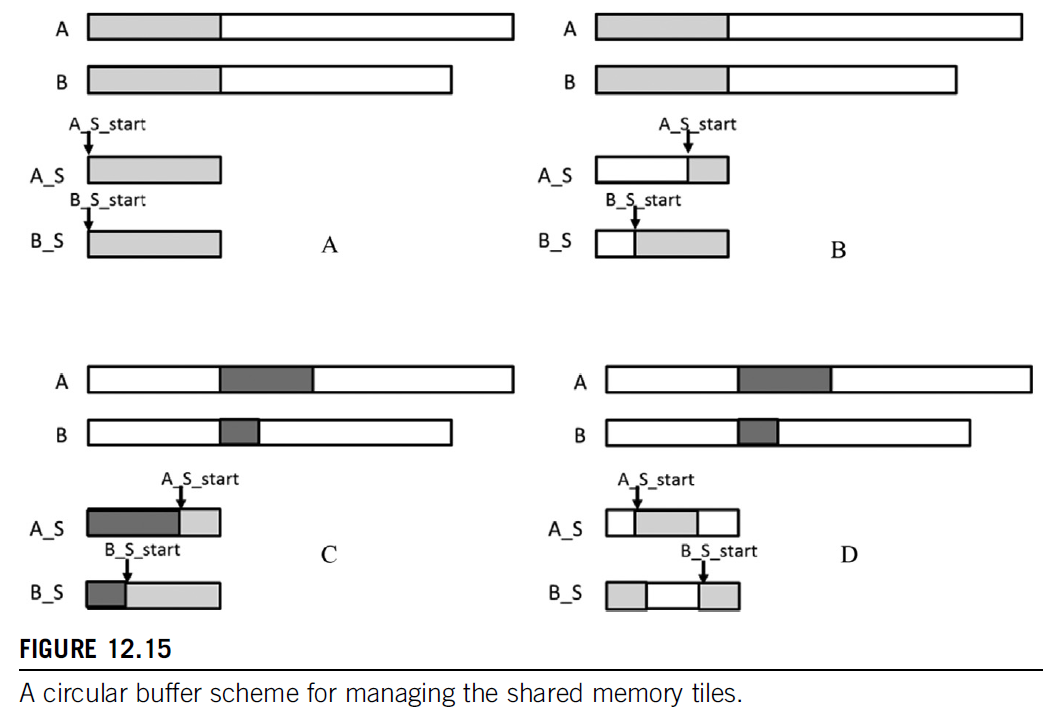 A
B
A_S_start
A_S
B_S_start
B_S
A
A
B
A_S_start
A_S
B_S_start
B_S
B
A
B
A_S_start
A_S
B_S_start
B_S
C
A
B
A_S_start
A_S
B_S_start
B_S
D
FIGURE 12.15
A circular buffer scheme for managing the shared memory tiles.